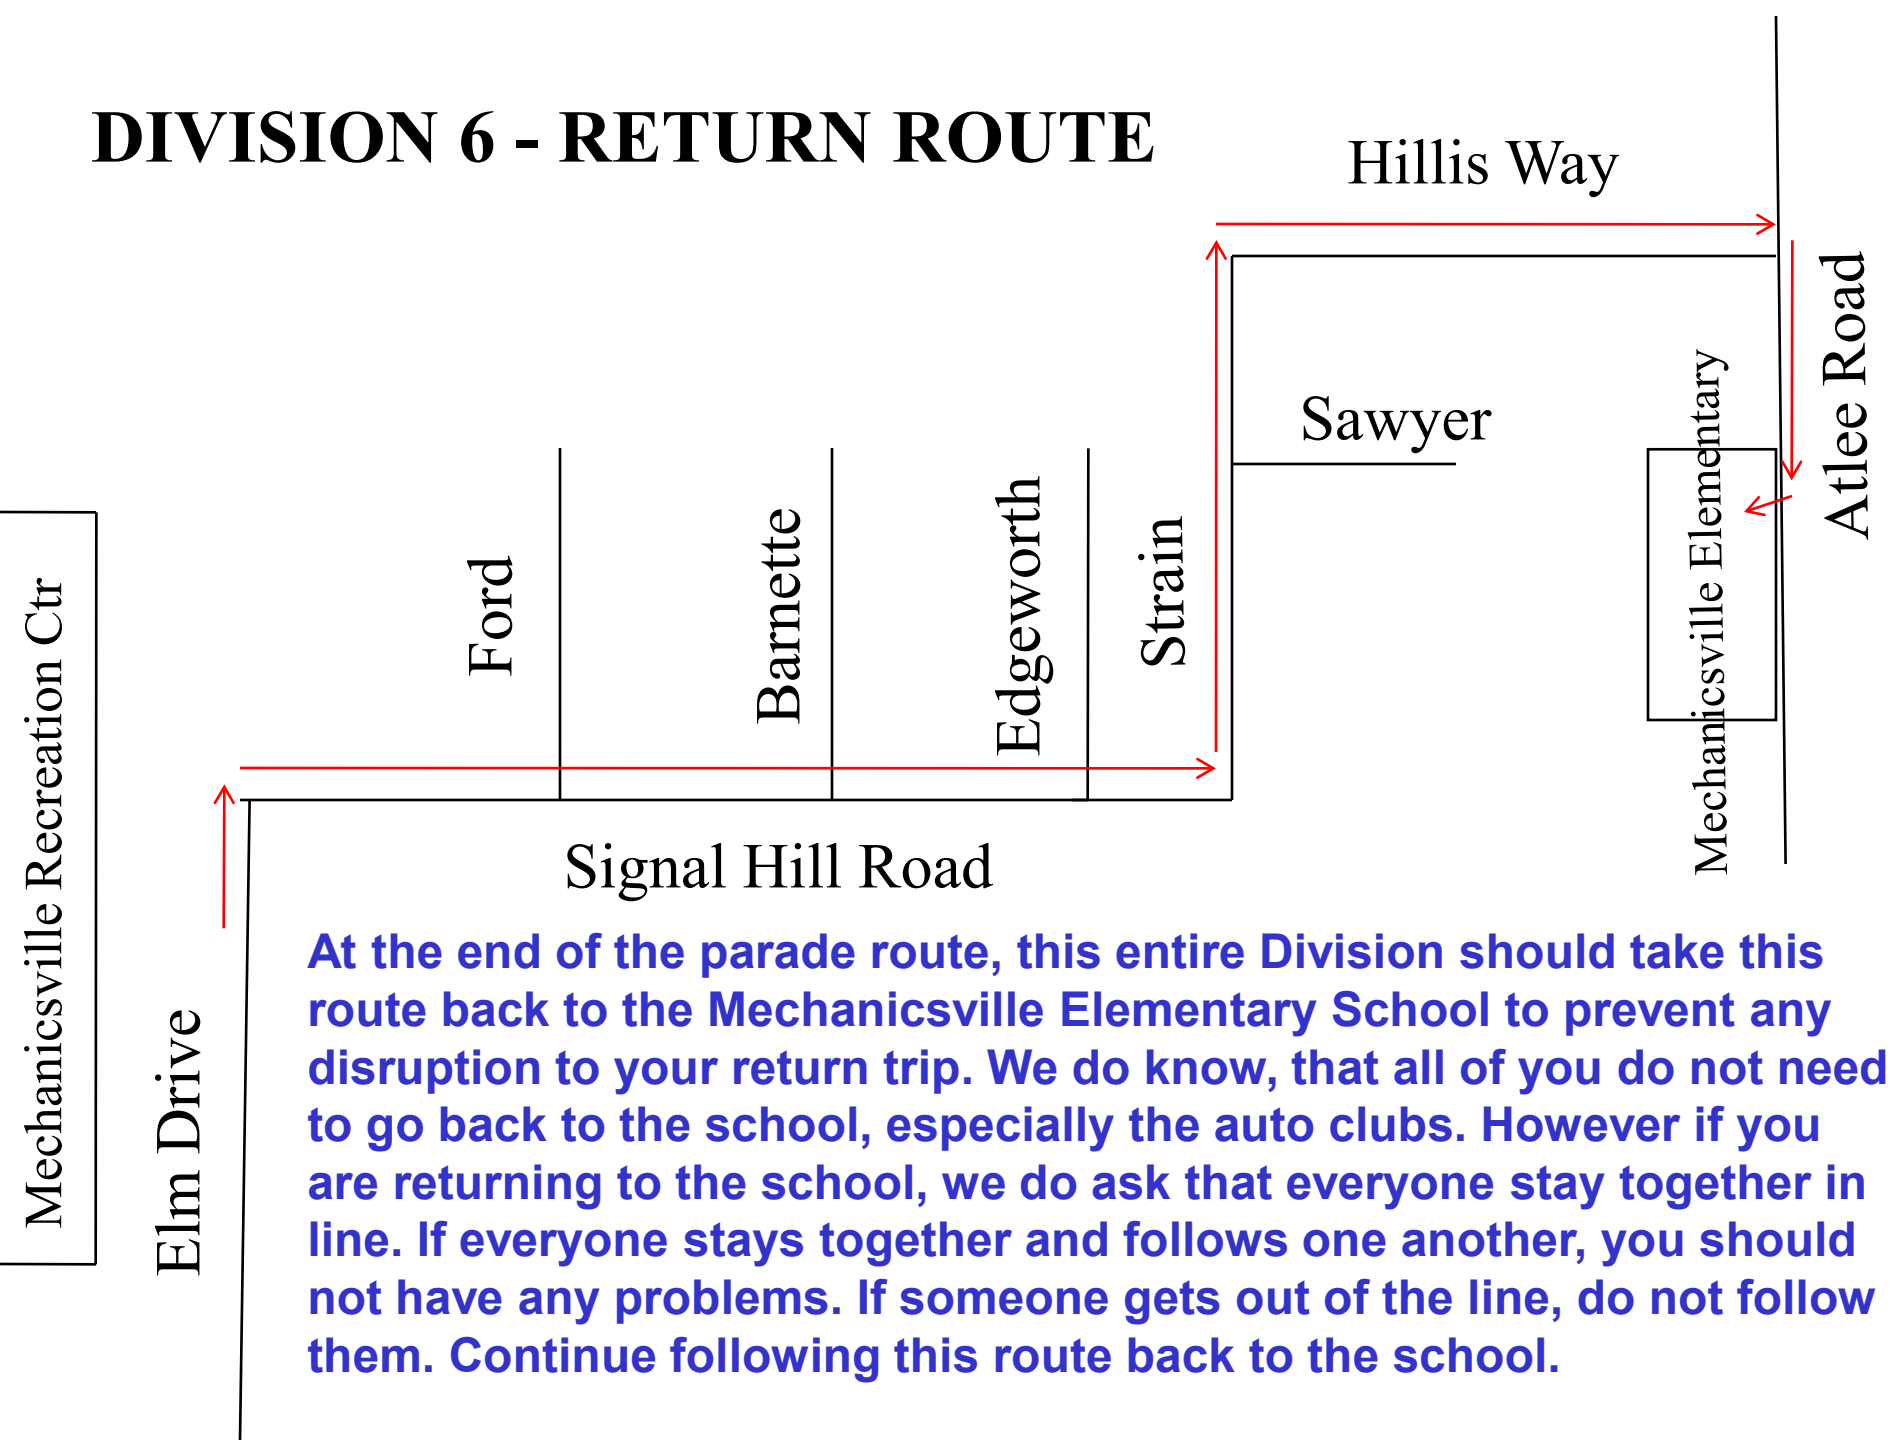 DIVISION 6 - RETURN ROUTE
Hillis Way
Atlee Road
Sawyer
Mechanicsville Elementary
Ford
Barnette
Edgeworth
Strain
Mechanicsville Recreation Ctr
Signal Hill Road
Elm Drive
At the end of the parade route, this entire Division should take this
route back to the Mechanicsville Elementary School to prevent any
disruption to your return trip. We do know, that all of you do not need
to go back to the school, especially the auto clubs. However if you
are returning to the school, we do ask that everyone stay together in
line. If everyone stays together and follows one another, you should
not have any problems. If someone gets out of the line, do not follow
them. Continue following this route back to the school.